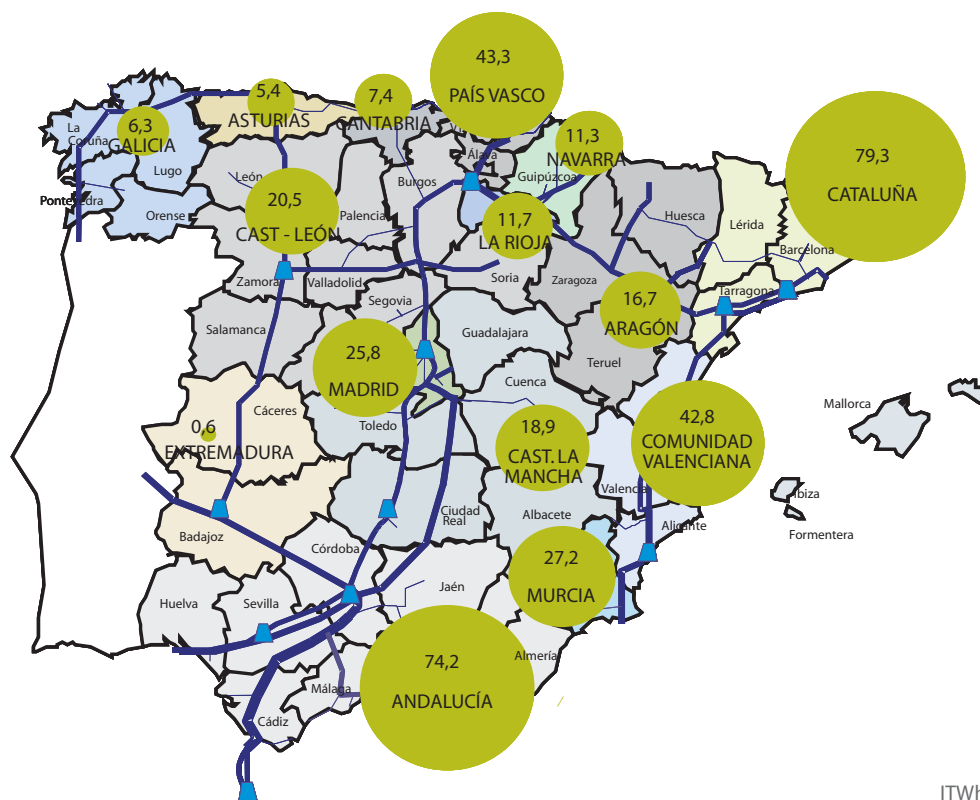 43,3
PAÍS VASCO
5,4
ASTURIAS
7,4
CANTABRIA
79,3
CATALUÑA
6,3
GALICIA
La
Coruña
Lugo
Pontevedra
Orense
11,3
NAVARRA
Álava
Guipúzcoa
León
Burgos
Palencia
20,5
CAST - LEÓN
11,7
LA RIOJA
Huesca
Lérida
Barcelona
Zamora
Valladolid
Soria
Zaragoza
Tarragona
Segovia
16,7
ARAGÓN
Salamanca
Guadalajara
Teruel
25,8
MADRID
Cuenca
Cáceres
Toledo
Mallorca
0,6
EXTREMADURA
18,9
CAST. LA
MANCHA
42,8
COMUNIDAD
VALENCIANA
Valencia
Ibiza
Ciudad
Real
Albacete
Alicante
Formentera
Badajoz
Córdoba
27,2
MURCIA
Huelva
Sevilla
Jaén
Almería
74,2
ANDALUCÍA
Málaga
Cádiz